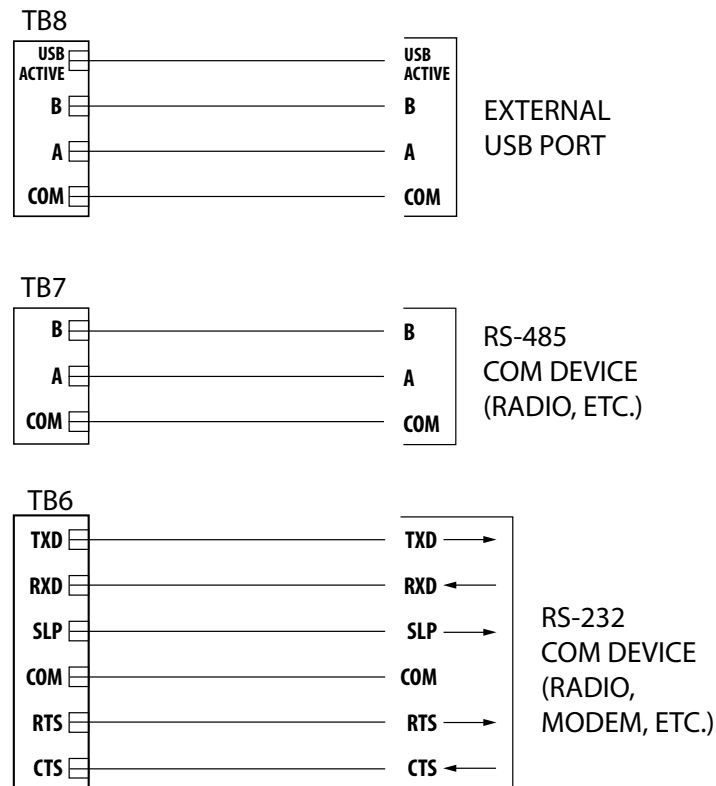 TB8
USB
ACTIVE
B
A
COM
USB
ACTIVE
B
A
COM
EXTERNAL
USB PORT
TB7
B
A
COM
B
A
COM
RS-485
COM DEVICE
(RADIO, ETC.)
TB6
TXD
RXD
SLP
COM
RTS
CTS
TXD
RXD
SLP
COM
RTS
CTS
RS-232
COM DEVICE
(RADIO,
MODEM, ETC.)